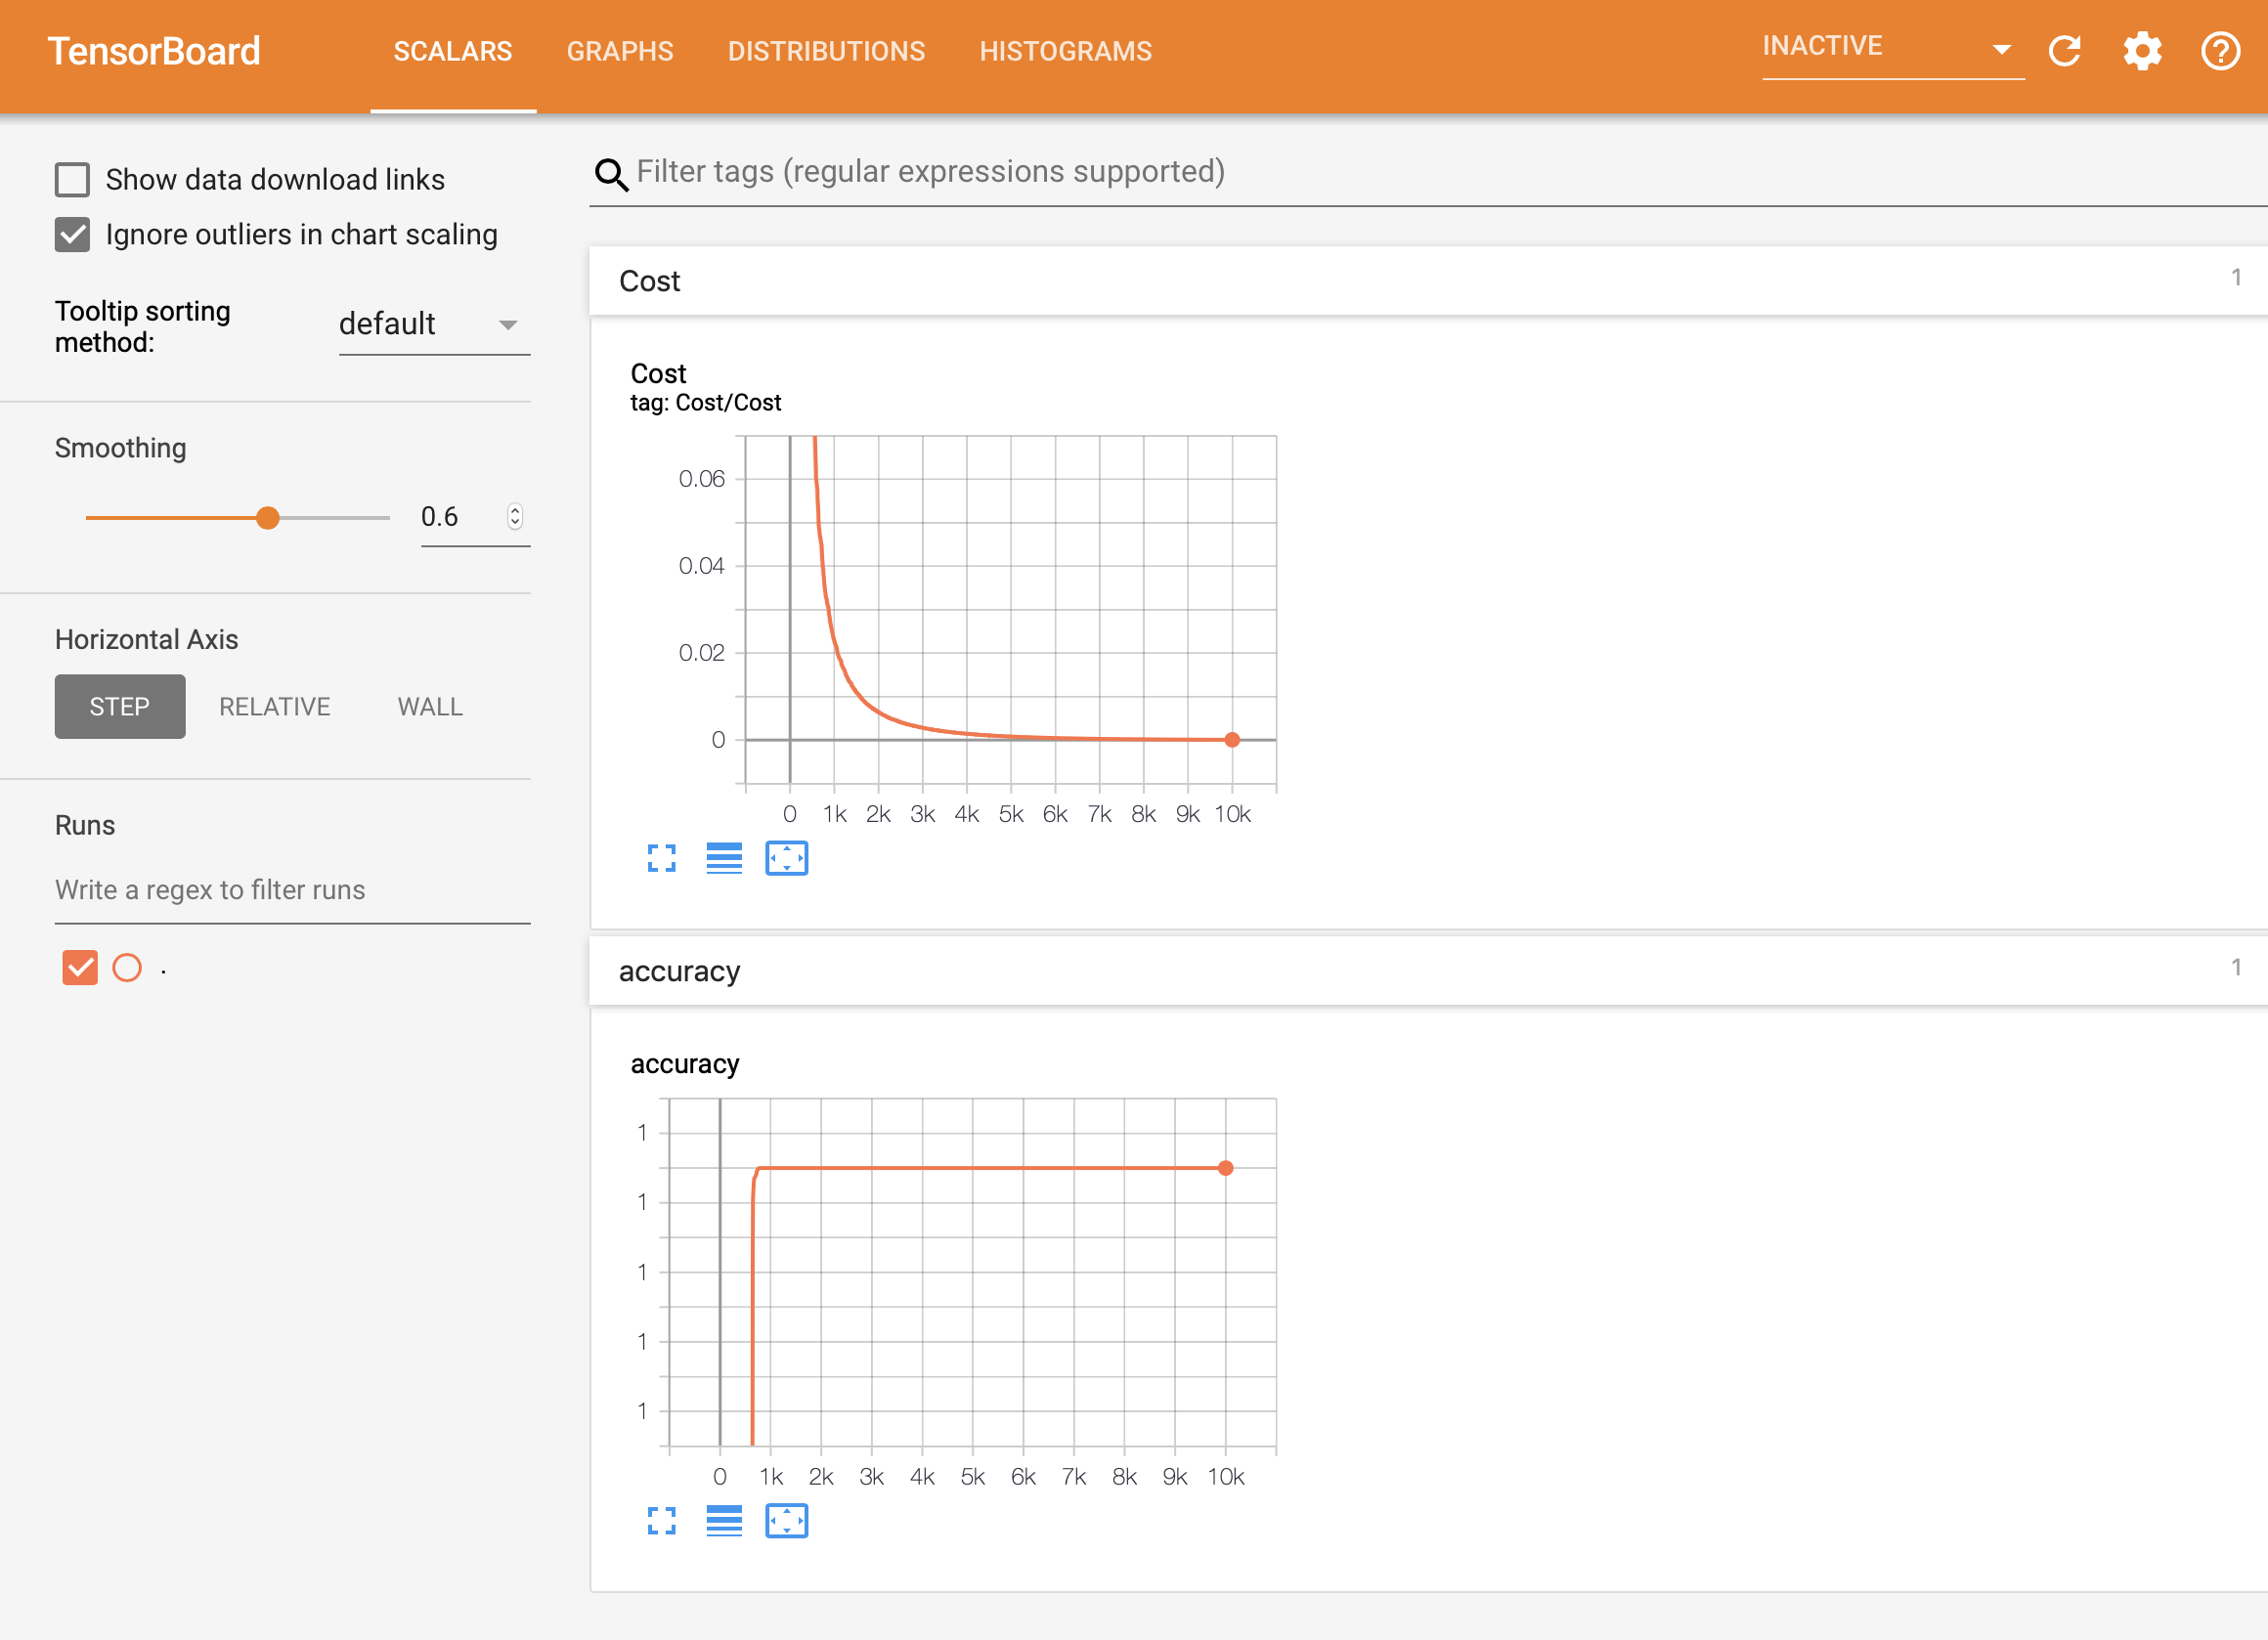 TensorBoard SCALARS GRAPHS DISTRIBUTIONS HISTOGRAMS INACTIVE
Show data download links
Ignore outliers in chart scaling
Tooltip sorting
method:
default
Smoothing
0.6
Horizontal Axis
STEP RELATIVE WALL
Runs
Write a regex to filter runs
.
Filter tags (regular expressions supported)
Cost 1
Cost
tag: Cost/Cost
0.06
0.04
0.02
0
0 1k 2k 3k 4k 5k 6k 7k 8k 9k 10k
accuracy 1
accuracy
1
1
1
1
1
0 1k 2k 3k 4k 5k 6k 7k 8k 9k 10k